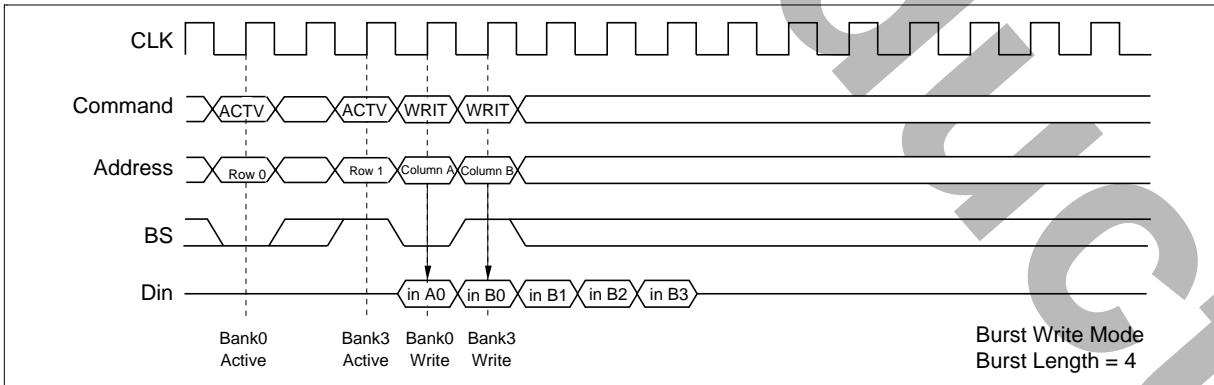 CLK
Command ACTV ACTV WRIT WRIT
Address Row 0 Row 1 Column A Column B
BS
Din in A0 in B0 in B1 in B2 in B3
Bank0 Active
Bank3 Active
Bank0 Write
Bank3 Write
Burst Write Mode
Burst Length = 4